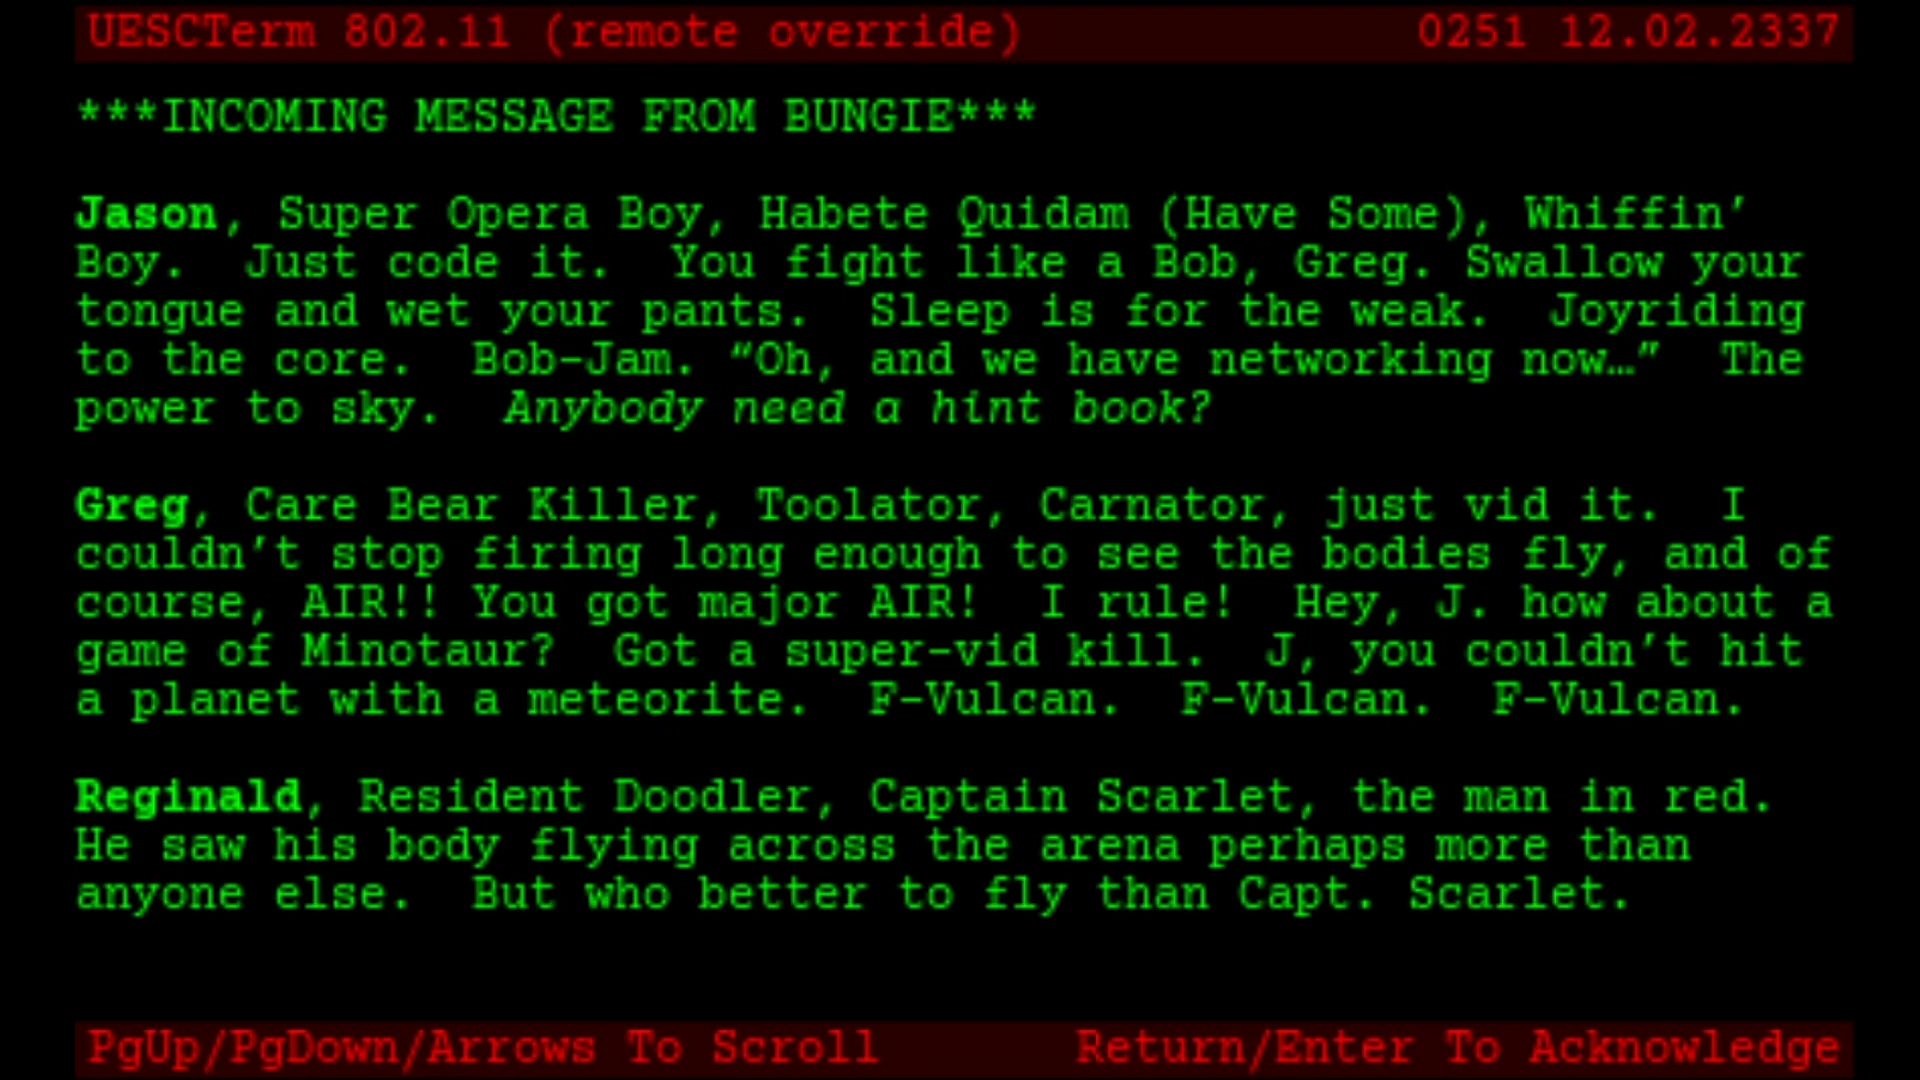 UESCTerm 802.11 (remote override) 0251 12.02.2337
***INCOMING MESSAGE FROM BUNGIE***
Jason, Super Opera Boy, Habete Quidam (Have Some), Whiffin’
Boy.  Just code it.  You fight like a Bob, Greg. Swallow your
tongue and wet your pants.  Sleep is for the weak.  Joyriding
to the core.  Bob-Jam. “Oh, and we have networking now…”  The
power to sky.  Anybody need a hint book?
Greg, Care Bear Killer, Toolator, Carnator, just vid it.  I
couldn’t stop firing long enough to see the bodies fly, and of
course, AIR!! You got major AIR!  I rule!  Hey, J. how about a
game of Minotaur?  Got a super-vid kill.  J, you couldn’t hit
a planet with a meteorite.  F-Vulcan.  F-Vulcan.  F-Vulcan.
Reginald, Resident Doodler, Captain Scarlet, the man in red.
He saw his body flying across the arena perhaps more than
anyone else.  But who better to fly than Capt. Scarlet.
PgUp/PgDown/Arrows To Scroll Return/Enter To Acknowledge